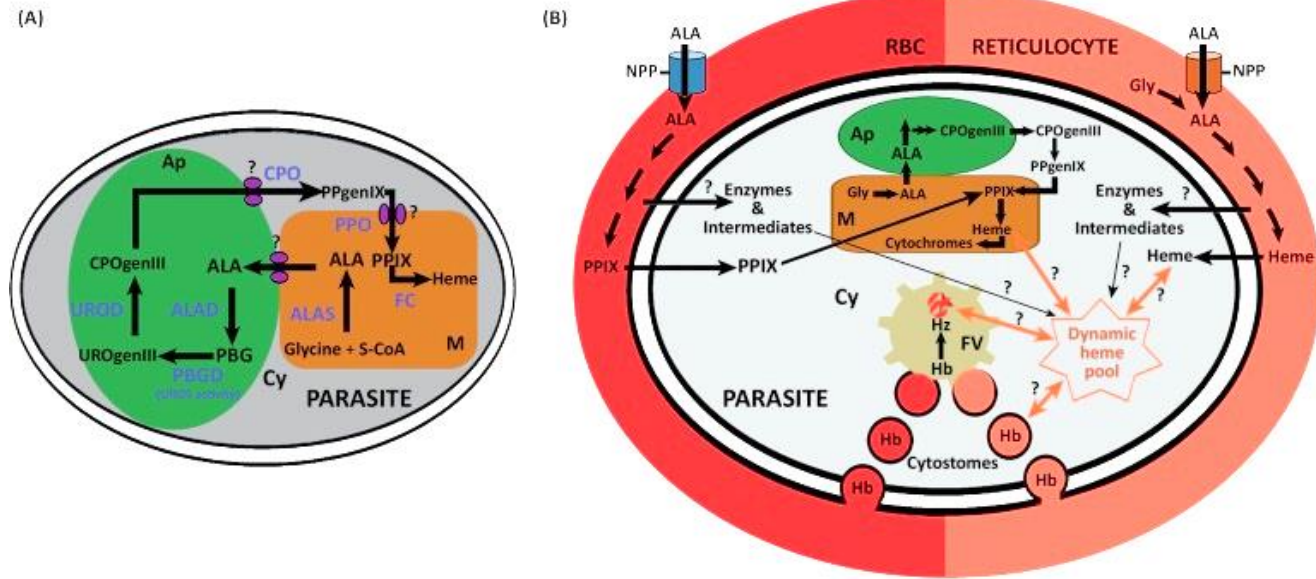 (A)
Ap
?
CPO
PPgenIX
?
PPO
CPOgenIII
ALA
?
ALA
PPIX
Heme
UROD
ALAD
ALAS
FC
UROgenIII
PBG
Glycine + S-CoA
M
PBGD
(UROS activity)
Cy
PARASITE
(B)
ALA
ALA
RBC
RETICULOCYTE
NPP
NPP
Gly
ALA
ALA
Ap
CPOgenIII
CPOgenIII
ALA
PPgenIX
?
Enzymes
&
Intermediates
Gly
ALA
PPIX
M
Heme
Cytochromes
Enzymes
&
Intermediates
?
PPIX
PPIX
Heme
Heme
?
?
?
?
Cy
Hz
FV
Hb
?
Dynamic
heme
pool
PARASITE
?
Hb
Hb
Cytostomes
Hb
Hb